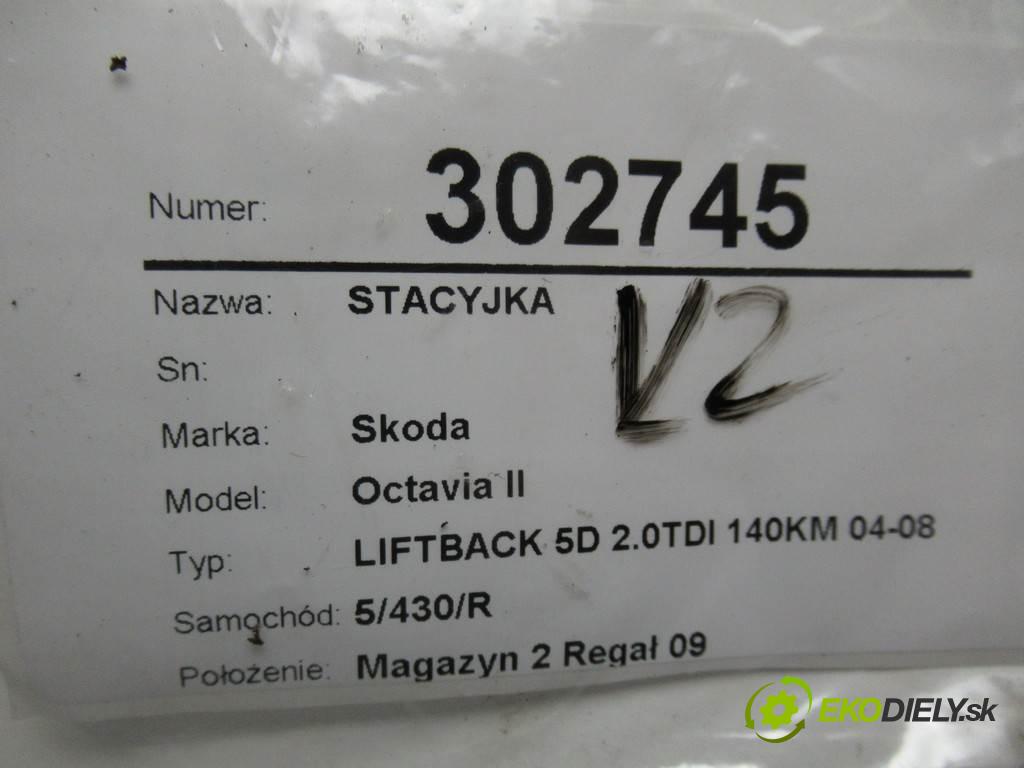 Numer: 302745
Nazwa: STACYJKA
V2
Sn:
Marka: Skoda
Model: Octavia II
Typ: LIFTBACK 5D 2.0TDI 140KM 04-08
Samochód: 5/430/R
Położenie: Magazyn 2 Regał 09
EKODIELY.sk